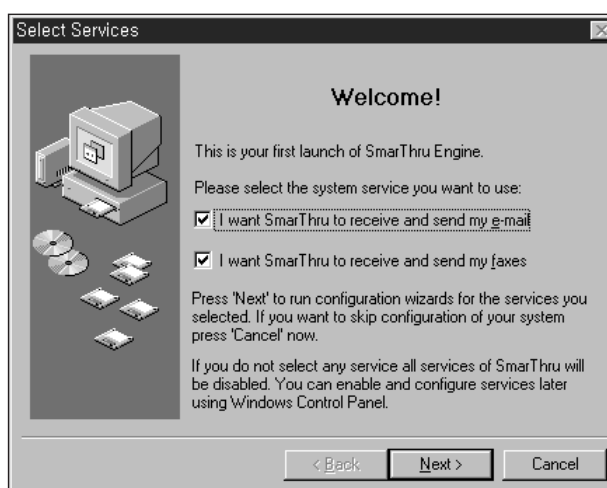 Select Services
Welcome!
This is your first launch of SmarThru Engine.
Please select the system service you want to use:
I want SmarThru to receive and send my e-mail
I want SmarThru to receive and send my faxes
Press 'Next' to run configuration wizards for the services you
selected. If you want to skip configuration of your system
press 'Cancel' now.
If you do not select any service all services of SmarThru will
be disabled. You can enable and configure services later
using Windows Control Panel.
< Back
Next >
Cancel